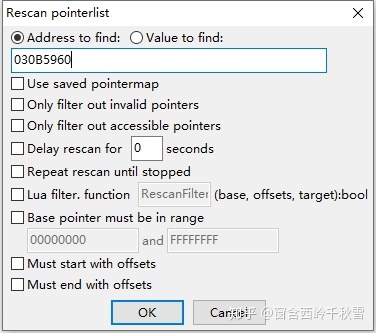 Rescan pointerlist
Address to find: Value to find:
030B5960
Use saved pointermap
Only filter out invalid pointers
Only filter out accessible pointers
Delay rescan for 0 seconds
Repeat rescan until stopped
Lua filter. function RescanFilter (base, offsets, target):bool
Base pointer must be in range
00000000 and FFFFFFFF
Must start with offsets
Must end with offsets
OK Cancel
知乎 @窗含西岭千秋雪